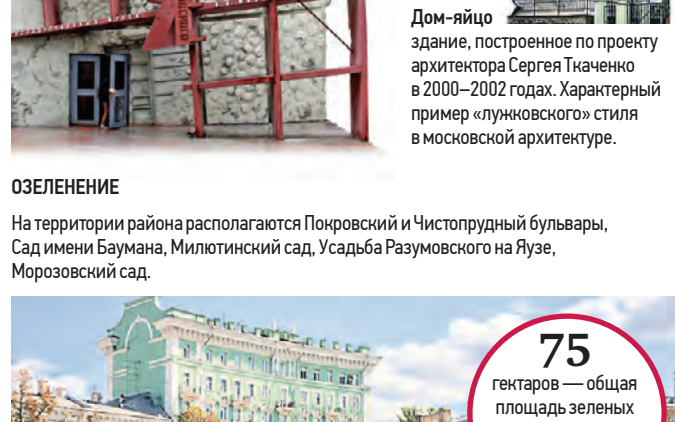 Дом-яйцо
здание, построенное по проекту
архитектора Сергея Ткаченко
в 2000–2002 годах. Характерный
пример «лужковского» стиля
в московской архитектуре.
ОЗЕЛЕНЕНИЕ
На территории района располагаются Покровский и Чистопрудный бульвары,
Сад имени Баумана, Милютинский сад, Усадьба Разумовского на Яузе,
Морозовский сад.
75
гектаров — общая
площадь зеленых